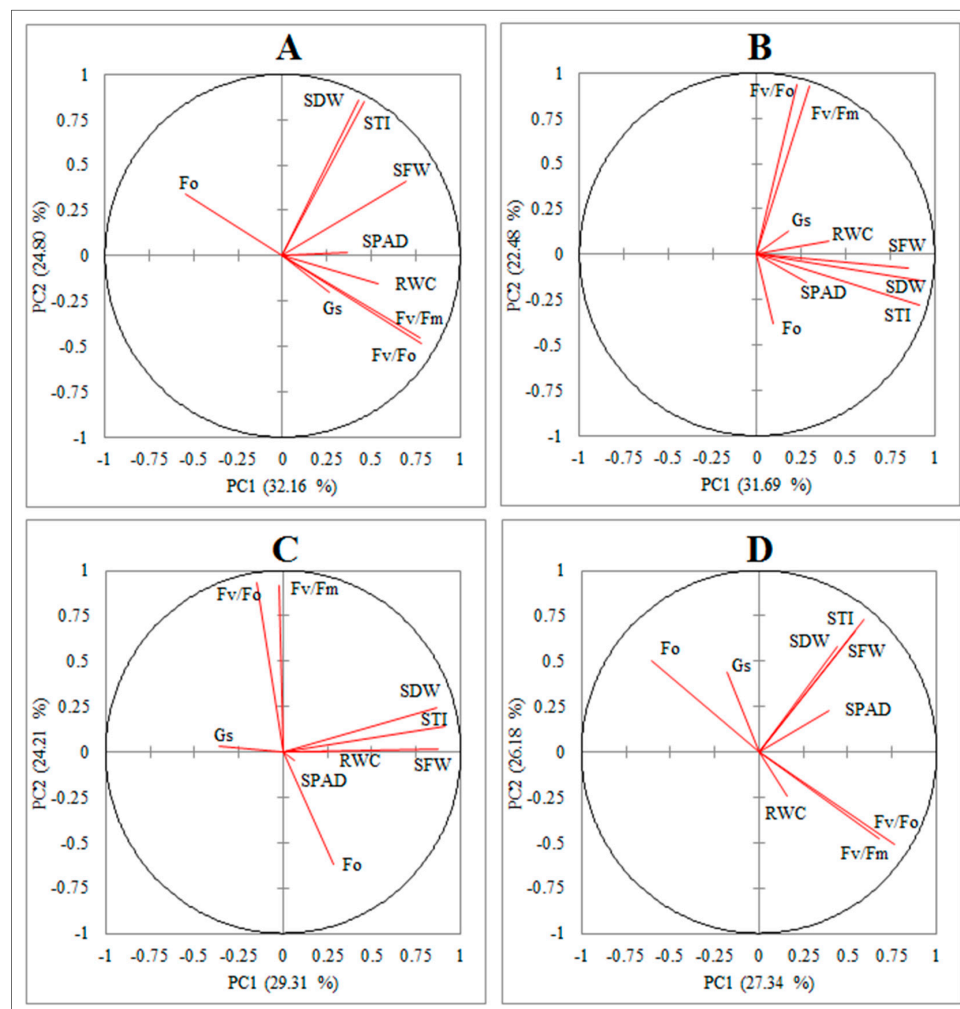 A
1
0.75
0.5
0.25
0
-0.25
-0.5
-0.75
-1
PC2 (24.80 %)
SDW
STI
SFW
Fo
SPAD
RWC
Gs
Fv/Fm
Fv/Fo
-1 -0.75 -0.5 -0.25 0 0.25 0.5 0.75 1
PC1 (32.16 %)
B
1
0.75
0.5
0.25
0
-0.25
-0.5
-0.75
-1
PC2 (22.48 %)
Fv/Fo
Fv/Fm
Gs
RWC
SFW
SDW
SPAD
STI
Fo
-1 -0.75 -0.5 -0.25 0 0.25 0.5 0.75 1
PC1 (31.69 %)
C
1
0.75
0.5
0.25
0
-0.25
-0.5
-0.75
-1
PC2 (24.21 %)
Fv/Fo
Fv/Fm
SDW
STI
Gs
RWC
SFW
SPAD
Fo
-1 -0.75 -0.5 -0.25 0 0.25 0.5 0.75 1
PC1 (29.31 %)
D
1
0.75
0.5
0.25
0
-0.25
-0.5
-0.75
-1
PC2 (26.18 %)
STI
SDW
SFW
Fo
Gs
SPAD
RWC
Fv/Fo
Fv/Fm
-1 -0.75 -0.5 -0.25 0 0.25 0.5 0.75 1
PC1 (27.34 %)